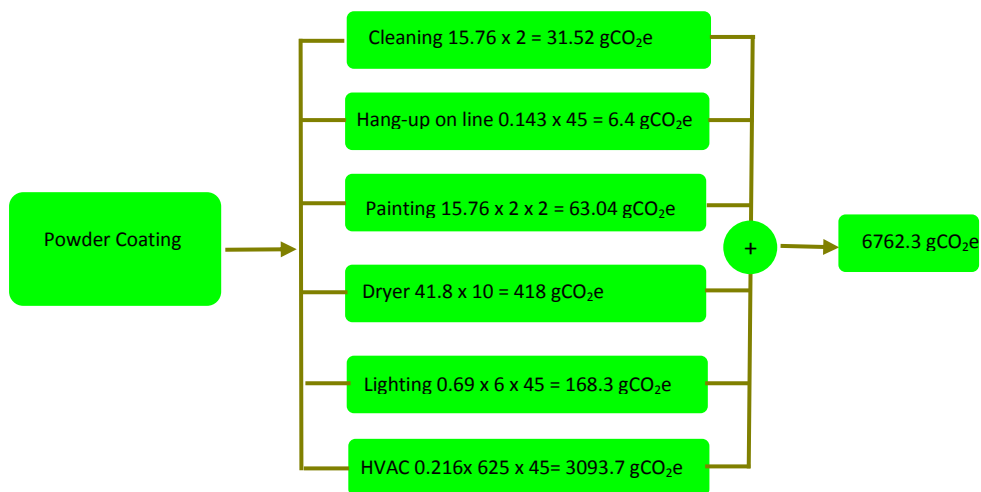 Cleaning 15.76 x 2 = 31.52 gCO₂e
Hang-up on line 0.143 x 45 = 6.4 gCO₂e
Painting 15.76 x 2 x 2 = 63.04 gCO₂e
Powder Coating
+
6762.3 gCO₂e
Dryer 41.8 x 10 = 418 gCO₂e
Lighting 0.69 x 6 x 45 = 168.3 gCO₂e
HVAC 0.216x 625 x 45= 3093.7 gCO₂e